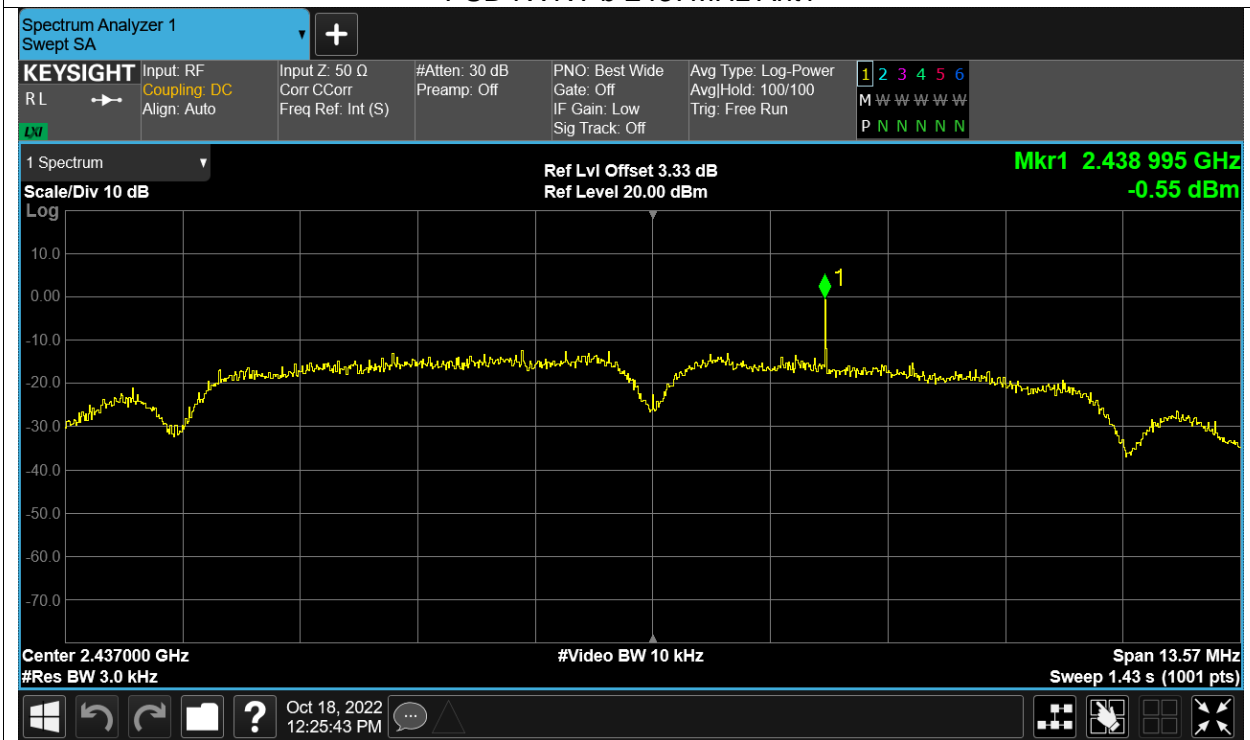 Spectrum Analyzer 1
Swept SA
KEYSIGHT
R L
LXI
Input: RF
Coupling: DC
Align: Auto
Input Z: 50 Ω
Corr CCorr
Freq Ref: Int (S)
#Atten: 30 dB
Preamp: Off
PNO: Best Wide
Gate: Off
IF Gain: Low
Sig Track: Off
Avg Type: Log-Power
Avg|Hold: 100/100
Trig: Free Run
1 2 3 4 5 6
M W W W W W
P N N N N N
1 Spectrum
Scale/Div 10 dB
Ref Lvl Offset 3.33 dB
Ref Level 20.00 dBm
Mkr1 2.438 995 GHz
-0.55 dBm
Log
10.0
0.00
-10.0
-20.0
-30.0
-40.0
-50.0
-60.0
-70.0
1
Center 2.437000 GHz
#Res BW 3.0 kHz
#Video BW 10 kHz
Span 13.57 MHz
Sweep 1.43 s (1001 pts)
Oct 18, 2022
12:25:43 PM